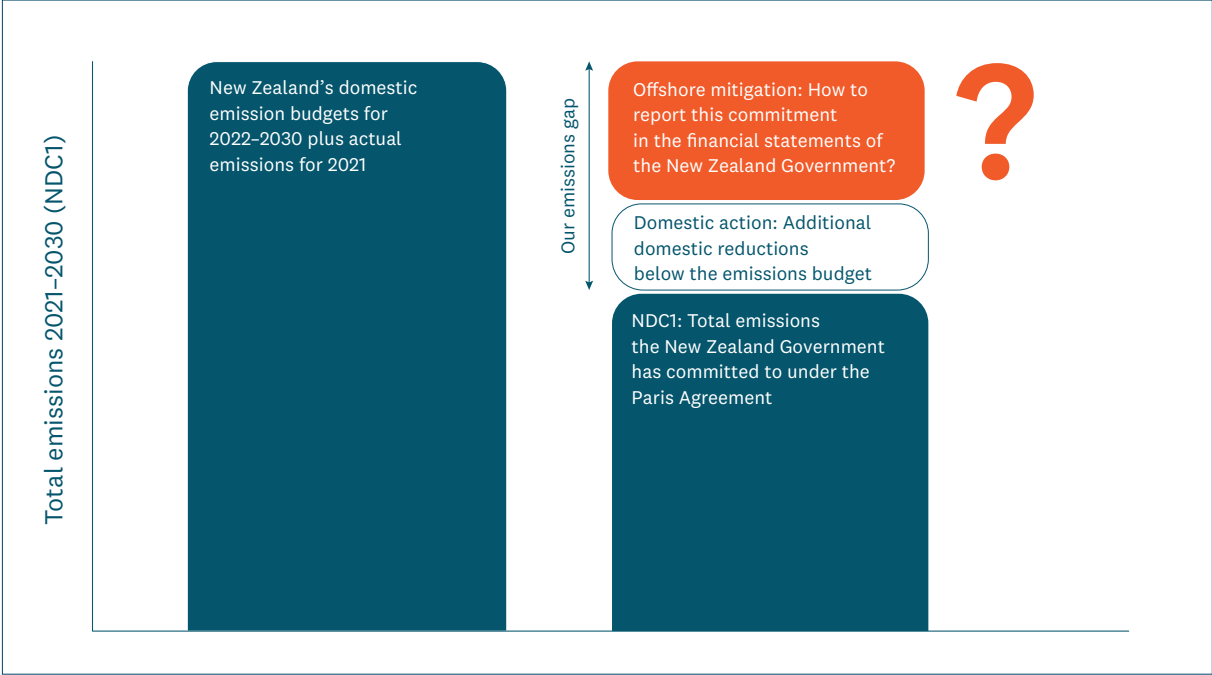 Total emissions 2021–2030 (NDC1)
New Zealand’s domestic
emission budgets for
2022–2030 plus actual
emissions for 2021
Our emissions gap
Offshore mitigation: How to
report this commitment
in the financial statements of
the New Zealand Government?
?
Domestic action: Additional
domestic reductions
below the emissions budget
NDC1: Total emissions
the New Zealand Government
has committed to under the
Paris Agreement